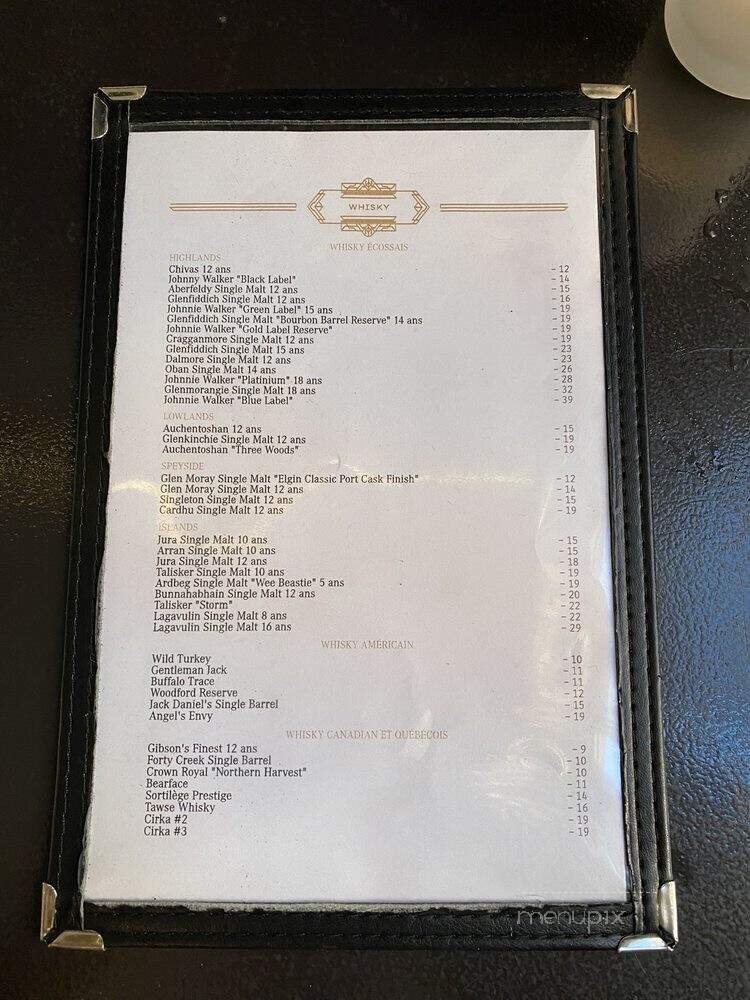 WHISKY
WHISKY ÉCOSSAIS
HIGHLANDS
Chivas 12 ans - 12
Johnny Walker "Black Label" - 14
Aberfeldy Single Malt 12 ans - 15
Glenfiddich Single Malt 12 ans - 16
Johnnie Walker "Green Label" 15 ans - 19
Glenfiddich Single Malt "Bourbon Barrel Reserve" 14 ans - 19
Johnnie Walker "Gold Label Reserve" - 19
Cragganmore Single Malt 12 ans - 19
Glenfiddich Single Malt 15 ans - 23
Dalmore Single Malt 12 ans - 23
Oban Single Malt 14 ans - 26
Johnnie Walker "Platinium" 18 ans - 28
Glenmorangie Single Malt 18 ans - 32
Johnnie Walker "Blue Label" - 39
LOWLANDS
Auchentoshan 12 ans - 15
Glenkinchie Single Malt 12 ans - 19
Auchentoshan "Three Woods" - 19
SPEYSIDE
Glen Moray Single Malt "Elgin Classic Port Cask Finish" - 12
Glen Moray Single Malt 12 ans - 14
Singleton Single Malt 12 ans - 15
Cardhu Single Malt 12 ans - 19
ISLANDS
Jura Single Malt 10 ans - 15
Arran Single Malt 10 ans - 15
Jura Single Malt 12 ans - 18
Talisker Single Malt 10 ans - 19
Ardbeg Single Malt "Wee Beastie" 5 ans - 19
Bunnahabhain Single Malt 12 ans - 20
Talisker "Storm" - 22
Lagavulin Single Malt 8 ans - 22
Lagavulin Single Malt 16 ans - 29
WHISKY AMÉRICAIN
Wild Turkey - 10
Gentleman Jack - 11
Buffalo Trace - 11
Woodford Reserve - 12
Jack Daniel's Single Barrel - 15
Angel's Envy - 19
WHISKY CANADIAN ET QUÉBÉCOIS
Gibson's Finest 12 ans - 9
Forty Creek Single Barrel - 10
Crown Royal "Northern Harvest" - 10
Bearface - 11
Sortilège Prestige - 14
Tawse Whisky - 16
Cirka #2 - 19
Cirka #3 - 19
menupix